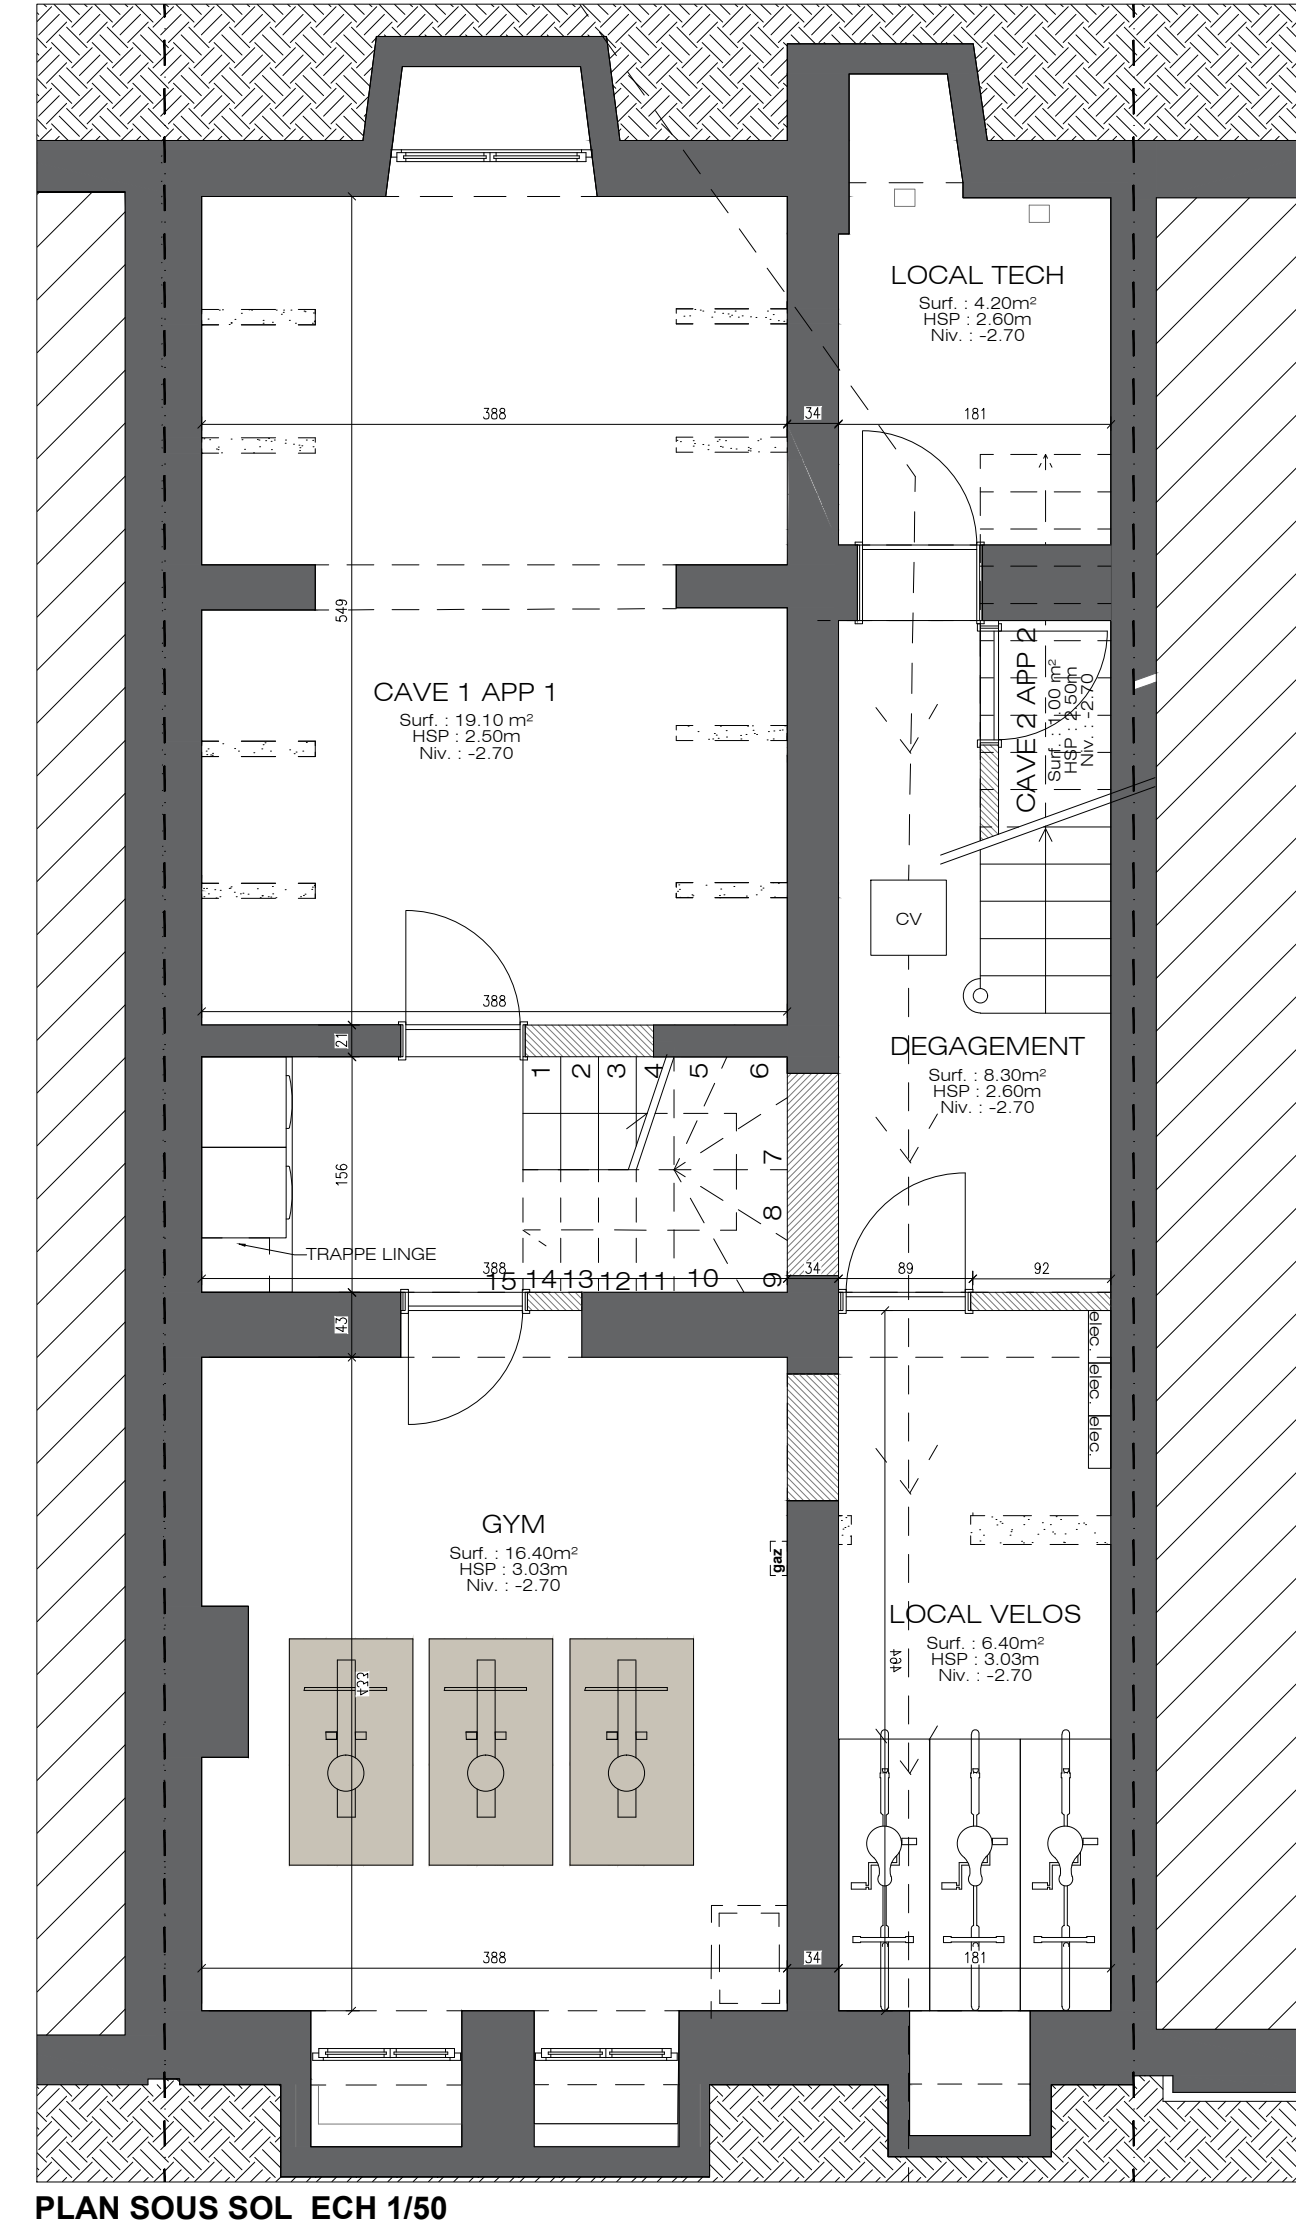 LOCAL TECH
Surf. : 4.20m²
HSP : 2.60m
Niv. : -2.70
388
34
181
549
CAVE 1 APP 1
Surf. : 19.10 m²
HSP : 2.50m
Niv. : -2.70
CAVE 2 APP 2
Surf. : 1.00 m²
HSP : 2.50m
Niv. : -2.70
CV
388
21
DEGAGEMENT
Surf. : 8.30m²
HSP : 2.60m
Niv. : -2.70
1
2
3
4
5
6
7
8
9
10
11
12
13
14
15
156
TRAPPE LINGE
388
34
89
92
43
elec.
elec.
elec.
GYM
Surf. : 16.40m²
HSP : 3.03m
Niv. : -2.70
gaz
LOCAL VELOS
Surf. : 6.40m²
HSP : 3.03m
Niv. : -2.70
464
433
388
34
181
PLAN SOUS SOL ECH 1/50